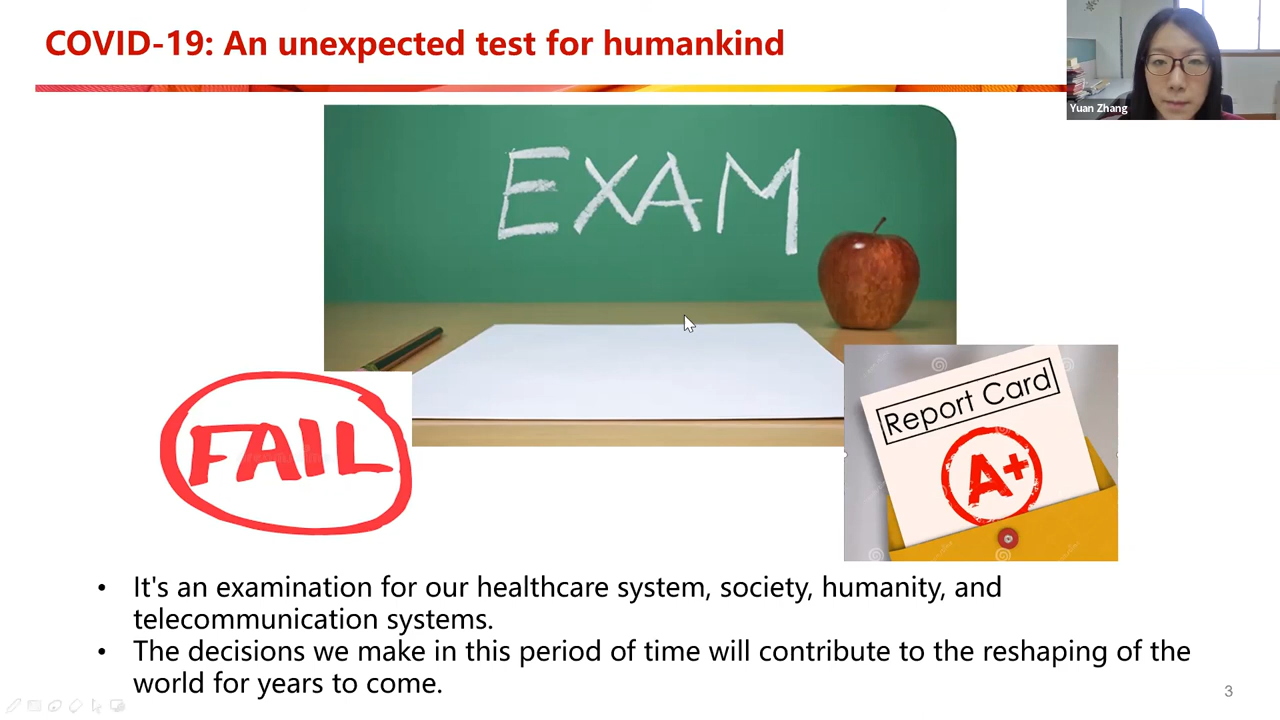 COVID-19: An unexpected test for humankind
Yuan Zhang
EXAM
FAIL
Report Card
A+
• It's an examination for our healthcare system, society, humanity, and
telecommunication systems.
• The decisions we make in this period of time will contribute to the reshaping of the
world for years to come.
3